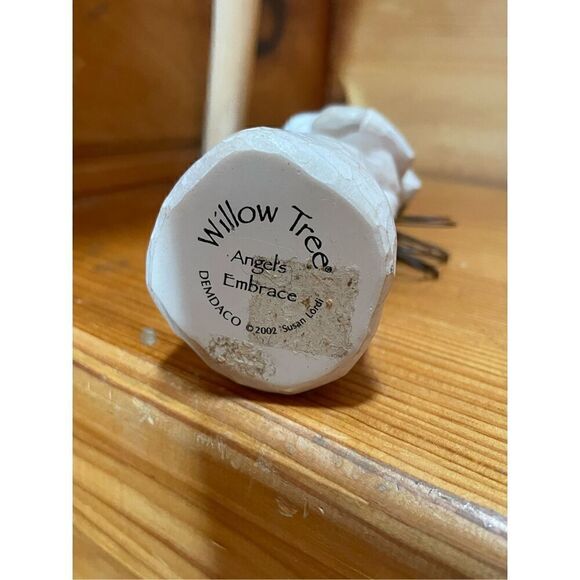 Willow Tree®
Angel's
Embrace
DEMDACO ©2002 Susan Lordi